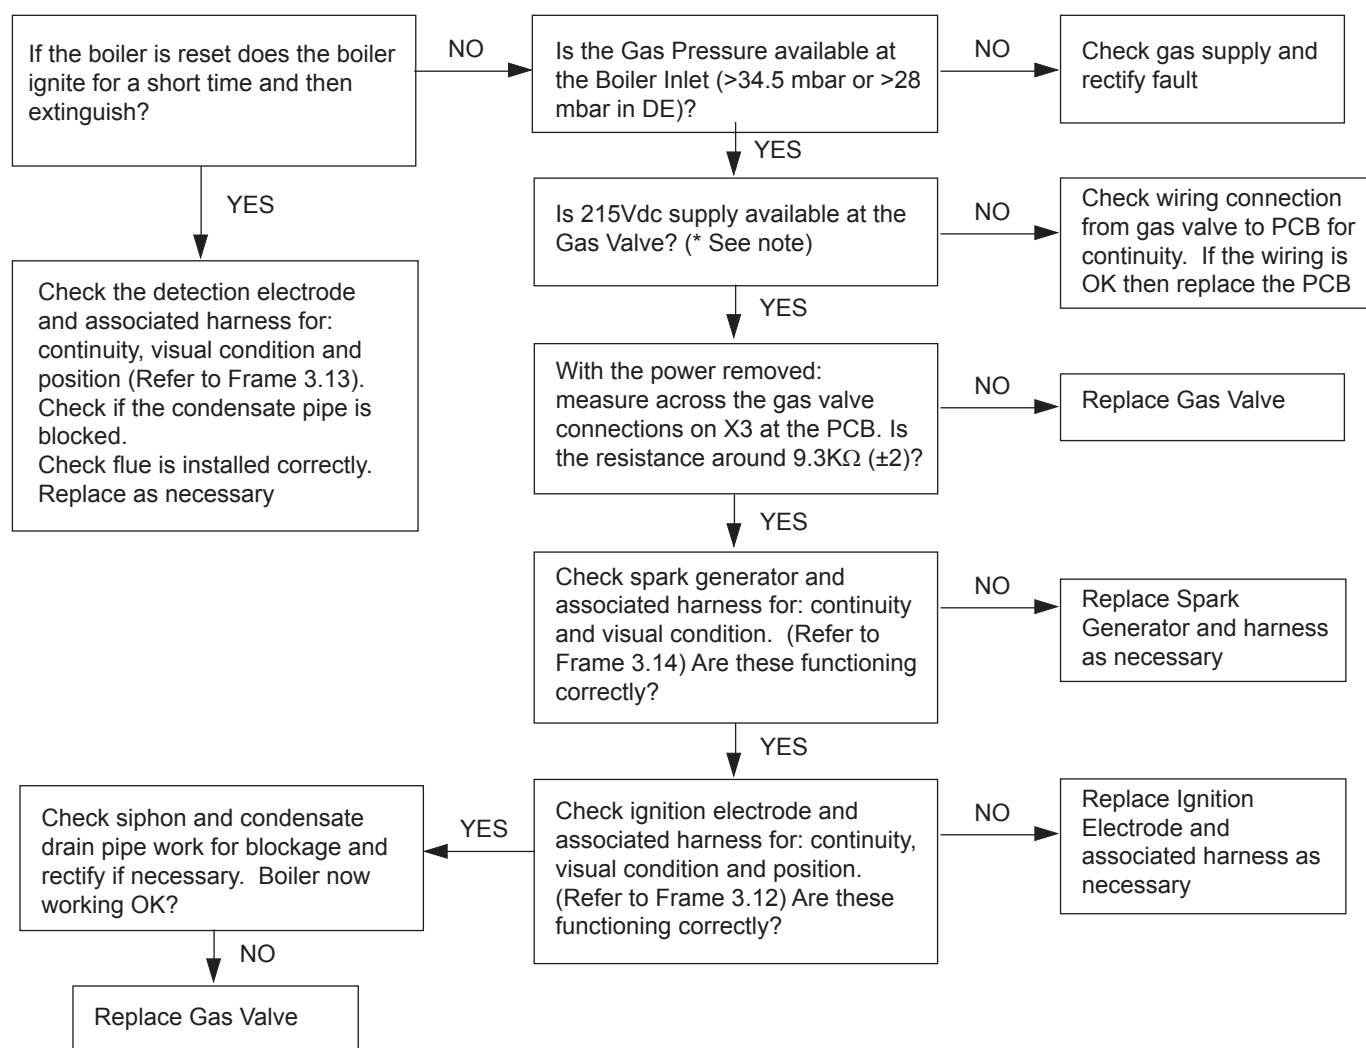 If the boiler is reset does the boiler
ignite for a short time and then
extinguish?
NO
Is the Gas Pressure available at
the Boiler Inlet (>34.5 mbar or >28
mbar in DE)?
NO
Check gas supply and
rectify fault
YES
YES
Is 215Vdc supply available at the
Gas Valve? (* See note)
NO
Check wiring connection
from gas valve to PCB for
continuity.  If the wiring is
OK then replace the PCB
Check the detection electrode
and associated harness for:
continuity, visual condition and
position (Refer to Frame 3.13).
Check if the condensate pipe is
blocked.
Check flue is installed correctly.
Replace as necessary
YES
With the power removed:
measure across the gas valve
connections on X3 at the PCB. Is
the resistance around 9.3KΩ (±2)?
NO
Replace Gas Valve
YES
Check spark generator and
associated harness for: continuity
and visual condition.  (Refer to
Frame 3.14) Are these functioning
correctly?
NO
Replace Spark
Generator and harness
as necessary
YES
Check ignition electrode and
associated harness for: continuity,
visual condition and position.
(Refer to Frame 3.12) Are these
functioning correctly?
NO
Replace Ignition
Electrode and
associated harness as
necessary
YES
Check siphon and condensate
drain pipe work for blockage and
rectify if necessary.  Boiler now
working OK?
NO
Replace Gas Valve